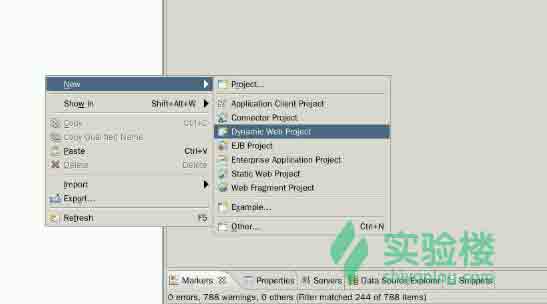 New
Project...
Show In Shift+Alt+W
Application Client Project
Connector Project
Copy Ctrl+C
Dynamic Web Project
Copy Qualified Name
EJB Project
Paste Ctrl+V
Enterprise Application Project
Delete Delete
Static Web Project
Import
Web Fragment Project
Export...
Example...
Refresh F5
Other... Ctrl+N
实验楼
shiyanlou.com
Markers Properties Servers Data Source Explorer Snippets
0 errors, 788 warnings, 0 others (Filter matched 244 of 788 items)